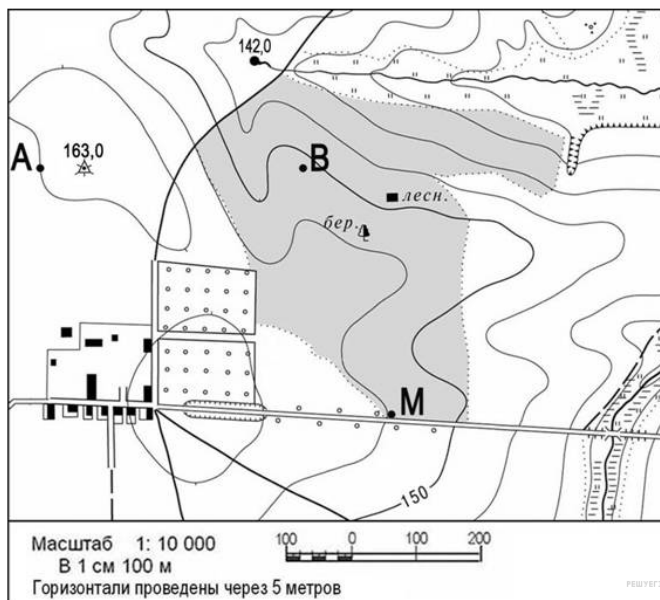 142,0
А
163,0
В
лесн.
бер.
М
150
Масштаб 1: 10 000
В 1 см 100 м
Горизонтали проведены через 5 метров
100 0 100 200